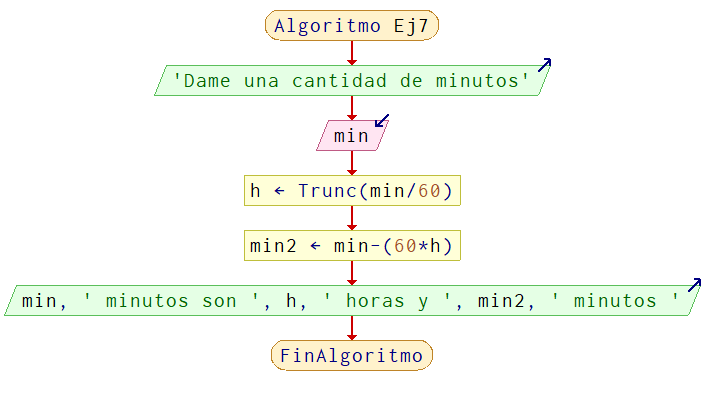 Algoritmo Ej7
'Dame una cantidad de minutos'
min
h ← Trunc(min/60)
min2 ← min-(60*h)
min, ' minutos son ', h, ' horas y ', min2, ' minutos '
FinAlgoritmo